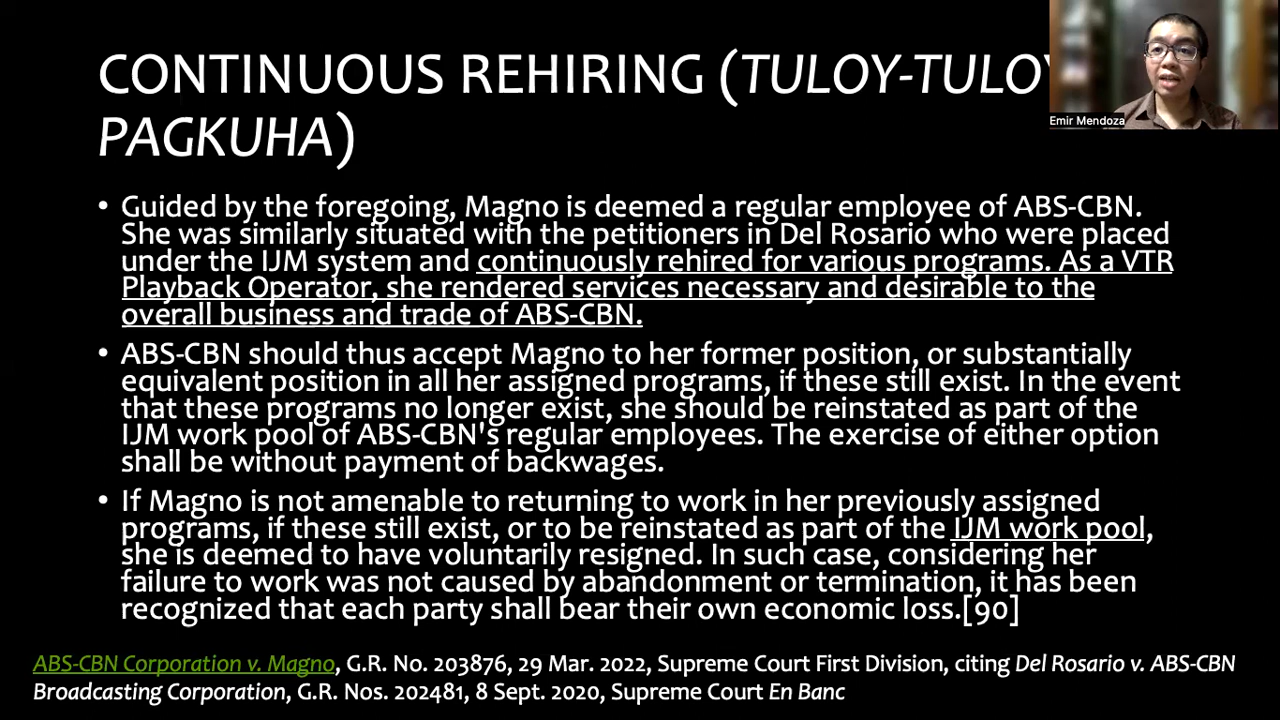 CONTINUOUS REHIRING (TULOY-TULOY
PAGKUHA)
Emir Mendoza
• Guided by the foregoing, Magno is deemed a regular employee of ABS-CBN.
She was similarly situated with the petitioners in Del Rosario who were placed
under the IJM system and continuously rehired for various programs. As a VTR
Playback Operator, she rendered services necessary and desirable to the
overall business and trade of ABS-CBN.
• ABS-CBN should thus accept Magno to her former position, or substantially
equivalent position in all her assigned programs, if these still exist. In the event
that these programs no longer exist, she should be reinstated as part of the
IJM work pool of ABS-CBN's regular employees. The exercise of either option
shall be without payment of backwages.
• If Magno is not amenable to returning to work in her previously assigned
programs, if these still exist, or to be reinstated as part of the IJM work pool,
she is deemed to have voluntarily resigned. In such case, considering her
failure to work was not caused by abandonment or termination, it has been
recognized that each party shall bear their own economic loss.[90]
ABS-CBN Corporation v. Magno, G.R. No. 203876, 29 Mar. 2022, Supreme Court First Division, citing Del Rosario v. ABS-CBN
Broadcasting Corporation, G.R. Nos. 202481, 8 Sept. 2020, Supreme Court En Banc